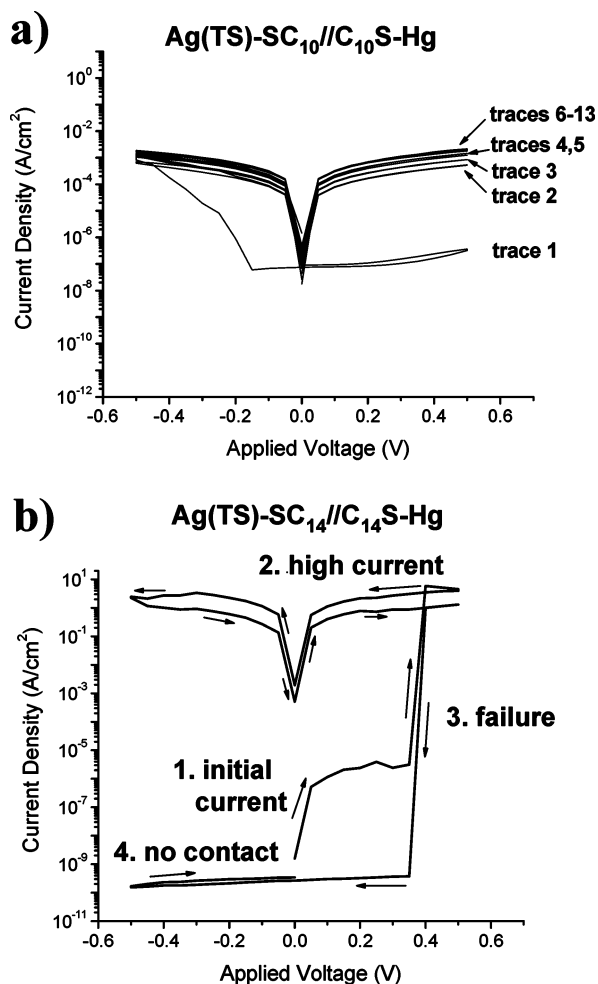 a)
Ag(TS)-SC₁₀//C₁₀S-Hg
Current Density (A/cm²)
10⁰
10⁻²
10⁻⁴
10⁻⁶
10⁻⁸
10⁻¹⁰
10⁻¹²
traces 6-13
traces 4,5
trace 3
trace 2
trace 1
-0.6 -0.4 -0.2 0.0 0.2 0.4 0.6
Applied Voltage (V)
b)
Ag(TS)-SC₁₄//C₁₄S-Hg
Current Density (A/cm²)
10¹
10⁻¹
10⁻³
10⁻⁵
10⁻⁷
10⁻⁹
10⁻¹¹
2. high current
3. failure
1. initial
current
4. no contact
-0.6 -0.4 -0.2 0.0 0.2 0.4 0.6
Applied Voltage (V)